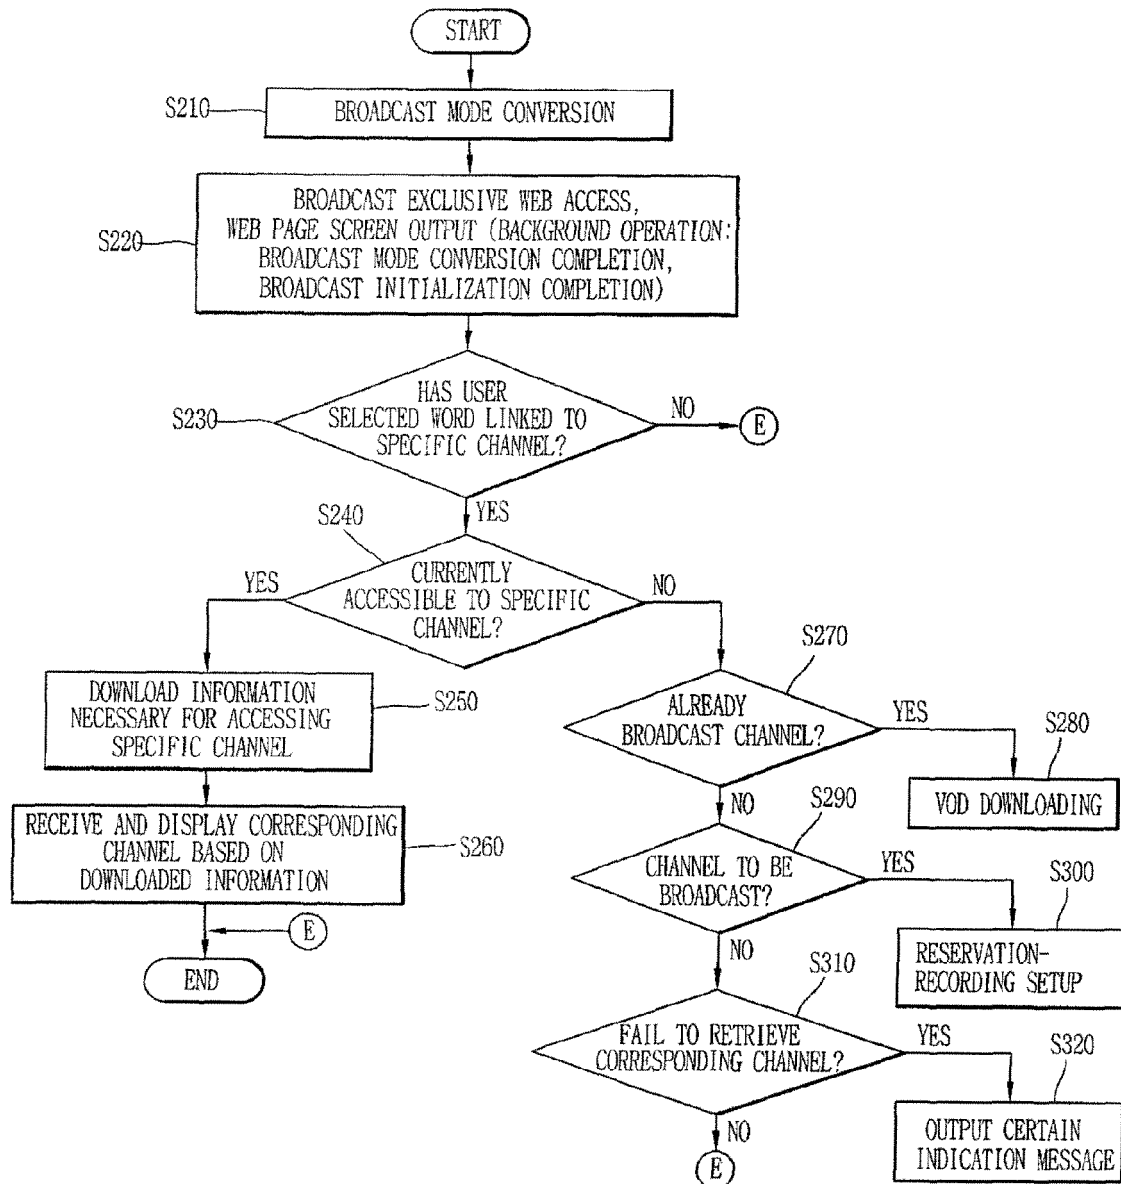 START
S210
BROADCAST MODE CONVERSION
S220
BROADCAST EXCLUSIVE WEB ACCESS,
WEB PAGE SCREEN OUTPUT (BACKGROUND OPERATION:
BROADCAST MODE CONVERSION COMPLETION,
BROADCAST INITIALIZATION COMPLETION)
S230
HAS USER
SELECTED WORD LINKED TO
SPECIFIC CHANNEL?
NO
E
YES
S240
CURRENTLY
ACCESSIBLE TO SPECIFIC
CHANNEL?
YES
NO
DOWNLOAD INFORMATION
NECESSARY FOR ACCESSING
SPECIFIC CHANNEL
S250
RECEIVE AND DISPLAY CORRESPONDING
CHANNEL BASED ON
DOWNLOADED INFORMATION
S260
E
END
S270
ALREADY
BROADCAST CHANNEL?
YES
S280
VOD DOWNLOADING
NO
S290
CHANNEL TO BE
BROADCAST?
YES
S300
RESERVATION-
RECORDING SETUP
NO
S310
FAIL TO RETRIEVE
CORRESPONDING CHANNEL?
YES
S320
OUTPUT CERTAIN
INDICATION MESSAGE
NO
E